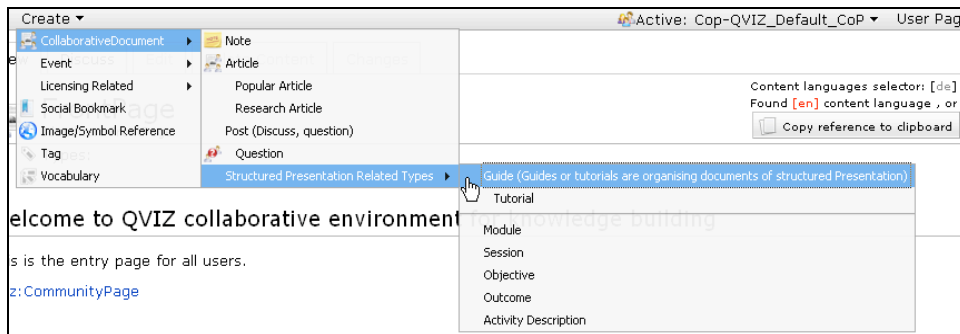 Create ▾
Active: Cop-QVIZ_Default_CoP ▾ User Pag
CollaborativeDocument
Event
Licensing Related
Social Bookmark
Image/Symbol Reference
Tag
Vocabulary
Note
Article
Popular Article
Research Article
Post (Discuss, question)
Question
Structured Presentation Related Types
Guide (Guides or tutorials are organising documents of structured Presentation)
Tutorial
Module
Session
Objective
Outcome
Activity Description
Content languages selector: [de]
Found [en] content language , or
Copy reference to clipboard
elcome to QVIZ collaborative environment for knowledge building
s is the entry page for all users.
z:CommunityPage